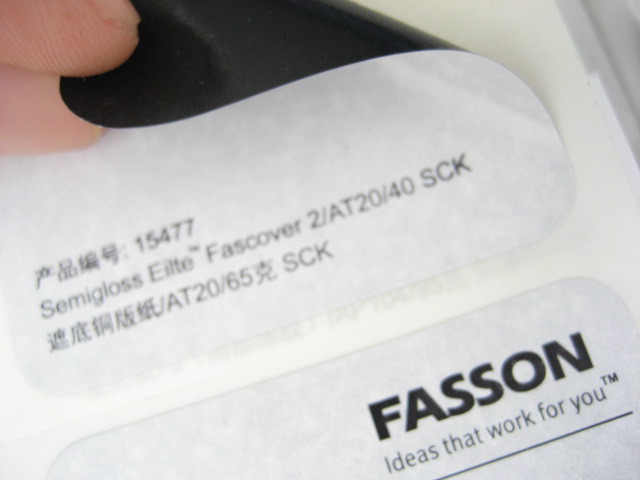 产品编号: 15477
Semigloss Eilte™ Fascover 2/AT20/40 SCK
遮底铜版纸/AT20/65克 SCK
FASSON
Ideas that work for you™